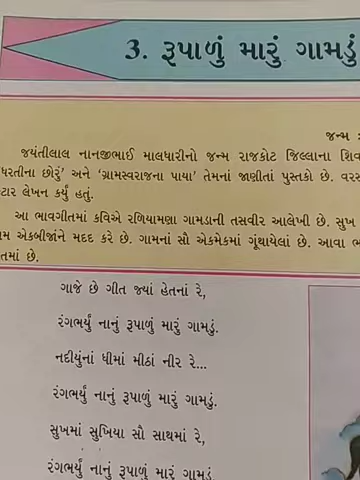 3. રૂપાળું મારું ગામડું
જન્મ :
જયંતીલાલ નાનજીભાઈ માલધારીનો જન્મ રાજકોટ જિલ્લાના
ધરતીના છોરું' અને 'ગ્રામસ્વરાજના પાયા' તેમનાં જાણીતાં પુસ્તકો છે.
લેખન કર્યું હતું.
આ ભાવગીતમાં કવિએ રળિયામણા ગામડાની તસવીર આલેખી છે. સુખ
એકબીજાંને મદદ કરે છે. ગામનાં સૌ એકમેકમાં ગૂંથાયેલાં છે. આવા
છે.
ગાજે છે ગીત જ્યાં હેતનાં રે,
રંગભર્યું નાનું રૂપાળું મારું ગામડું.
નદીયુંનાં ધીમાં મીઠાં નીર રે...
રંગભર્યું નાનું રૂપાળું મારું ગામડું.
સુખમાં સુખિયા સૌ સાથમાં રે,
રંગભર્યું નાનું રૂપાળું મારું ગામડું